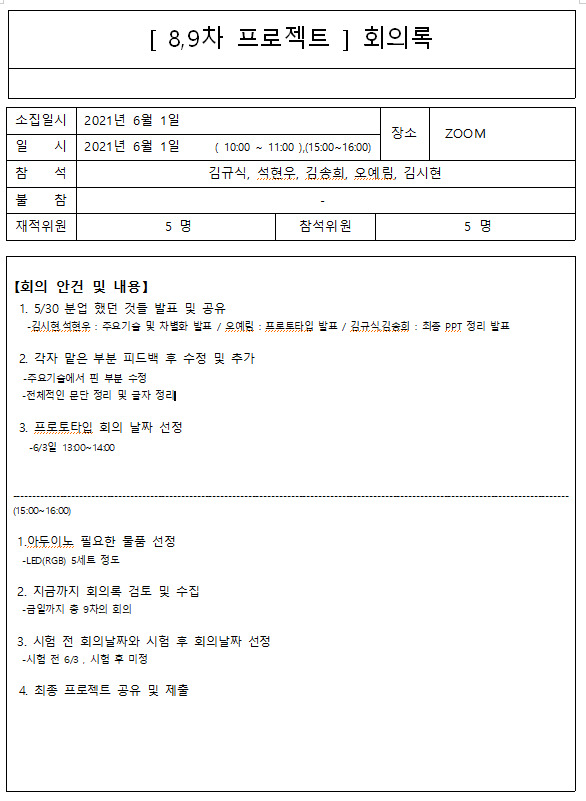 [ 8,9차 프로젝트 ] 회의록
소집일시 2021년 6월 1일
장소 ZOOM
일 시 2021년 6월 1일 ( 10:00 ~ 11:00 ),(15:00~16:00)
참 석 김규식, 석현우, 김송희, 오예림, 김시현
불 참 -
재적위원 5 명 참석위원 5 명
【회의 안건 및 내용】
1. 5/30 분업 했던 것들 발표 및 공유
-김시현,석현우 : 주요기술 및 차별화 발표 / 오예림 : 프로토타입 발표 / 김규식,김송희 : 최종 PPT 정리 발표
2. 각자 맡은 부분 피드백 후 수정 및 추가
-주요기술에서 핀 부분 수정
-전체적인 문단 정리 및 글자 정리
3. 프로토타입 회의 날짜 선정
-6/3일 13:00~14:00
(15:00~16:00)
1.아두이노 필요한 물품 선정
-LED(RGB) 5세트 정도
2. 지금까지 회의록 검토 및 수집
-금일까지 총 9차의 회의
3. 시험 전 회의날짜와 시험 후 회의날짜 선정
-시험 전 6/3 , 시험 후 미정
4. 최종 프로젝트 공유 및 제출